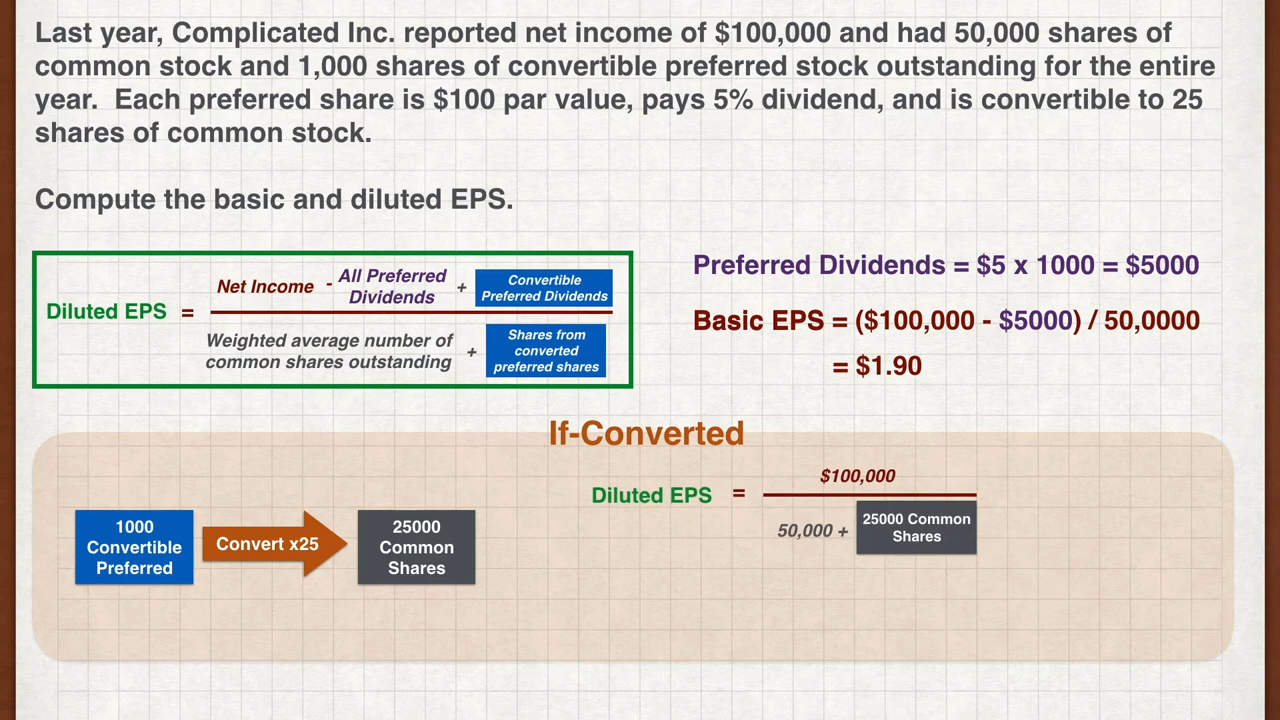 Last year, Complicated Inc. reported net income of $100,000 and had 50,000 shares of
common stock and 1,000 shares of convertible preferred stock outstanding for the entire
year. Each preferred share is $100 par value, pays 5% dividend, and is convertible to 25
shares of common stock.
Compute the basic and diluted EPS.
Diluted EPS =
Net Income - All Preferred Dividends + Convertible Preferred Dividends
Weighted average number of common shares outstanding + Shares from converted preferred shares
Preferred Dividends = $5 x 1000 = $5000
Basic EPS = ($100,000 - $5000) / 50,0000
= $1.90
If-Converted
1000
Convertible
Preferred
Convert x25
25000
Common
Shares
Diluted EPS =
$100,000
50,000 +
25000 Common
Shares